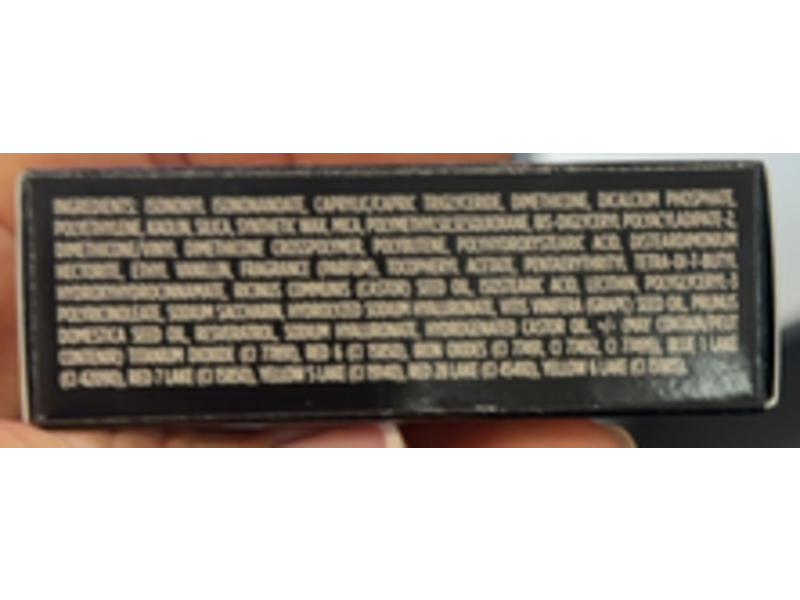 INGREDIENTS: ISONONYL ISONONANOATE, CAPRYLIC/CAPRIC TRIGLYCERIDE, DIMETHICONE, DICALCIUM PHOSPHATE,
POLYETHYLENE, KAOLIN, SILICA, SYNTHETIC WAX, MICA, POLYMETHYLSILSESQUIOXANE, BIS-DIGLYCERYL POLYACYLADIPATE-2,
DIMETHICONE/VINYL DIMETHICONE CROSSPOLYMER, POLYBUTENE, POLYHYDROXYSTEARIC ACID, DISTEARDIMONIUM
HECTORITE, ETHYL VANILLIN, FRAGRANCE (PARFUM), TOCOPHERYL ACETATE, PENTAERYTHRITYL TETRA-DI-T-BUTYL
HYDROXYHYDROCINNAMATE, RICINUS COMMUNIS (CASTOR) SEED OIL, ISOSTEARIC ACID, LECITHIN, POLYGLYCERYL-3
POLYRICINOLEATE, SODIUM SACCHARIN, HYDROLYZED SODIUM HYALURONATE, VITIS VINIFERA (GRAPE) SEED OIL, PRUNUS
DOMESTICA SEED OIL, RESVERATROL, SODIUM HYALURONATE, HYDROGENATED CASTOR OIL, +/- (MAY CONTAIN/PEUT
CONTENIR) TITANIUM DIOXIDE (CI 77891), RED 6 (CI 15850), IRON OXIDES (CI 77491, CI 77492, CI 77499), BLUE 1 LAKE
(CI 42090), RED 7 LAKE (CI 15850), YELLOW 5 LAKE (CI 19140), RED 28 LAKE (CI 45410), YELLOW 6 LAKE (CI 15985).